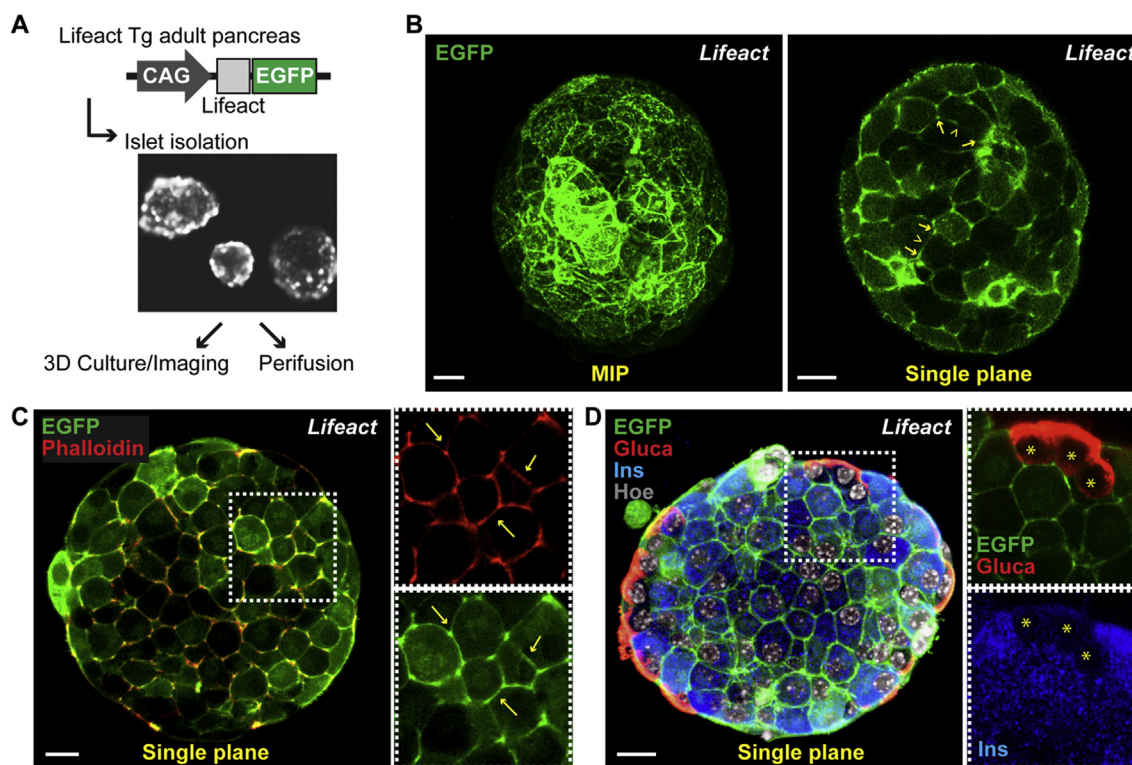 A
Lifeact Tg adult pancreas
CAG
EGFP
Lifeact
Islet isolation
3D Culture/Imaging
Perifusion
B
EGFP
Lifeact
MIP
Lifeact
Single plane
C
EGFP
Phalloidin
Lifeact
Single plane
D
EGFP
Gluca
Ins
Hoe
Lifeact
Single plane
* * *
EGFP
Gluca
* * *
Ins